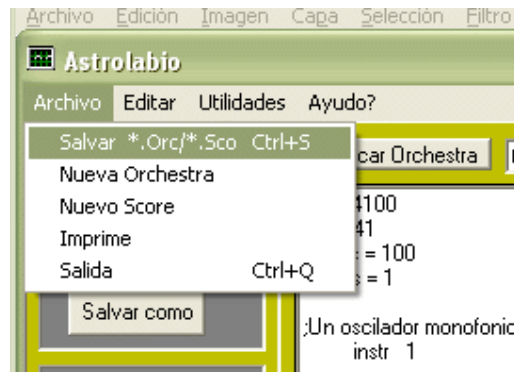 Archivo Edición Imagen Capa Selección Filtro
Astrolabio
Archivo Editar Utilidades Ayudo?
Salvar *.Orc/*.Sco Ctrl+S
car Orchestra
Nueva Orchestra
4100
Nuevo Score
41
Imprime
= 100
Salida Ctrl+Q
= 1
Salvar como
;Un oscilador monofonic
instr 1